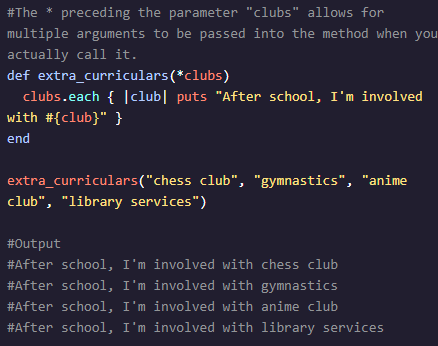 #The * preceding the parameter "clubs" allows for
multiple arguments to be passed into the method when you
actually call it.
def extra_curriculars(*clubs)
  clubs.each { |club| puts "After school, I'm involved
with #{club}" }
end

extra_curriculars("chess club", "gymnastics", "anime
club", "library services")

#Output
#After school, I'm involved with chess club
#After school, I'm involved with gymnastics
#After school, I'm involved with anime club
#After school, I'm involved with library services